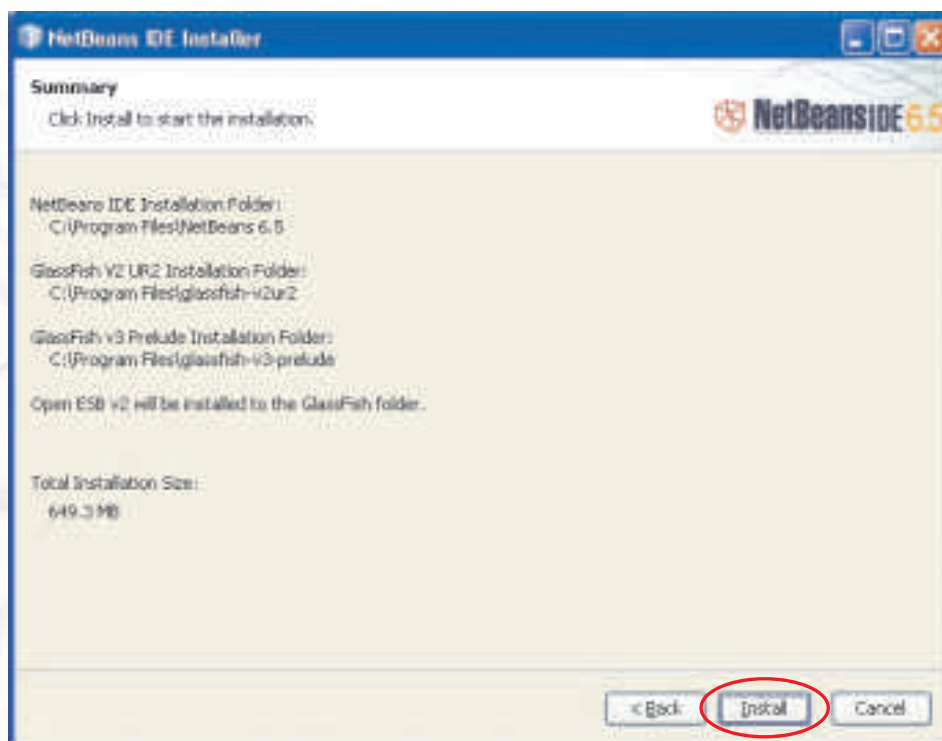 NetBeans IDE Installer
Summary
Click Install to start the installation.
NetBeans IDE 6.5
NetBeans IDE Installation Folder:
C:\Program Files\NetBeans 6.5
GlassFish V2 UR2 Installation Folder:
C:\Program Files\glassfish-v2ur2
GlassFish v3 Prelude Installation Folder:
C:\Program Files\glassfish-v3-prelude
Open ESB v2 will be installed to the GlassFish folder.
Total Installation Size:
649.3 MB
< Back Install Cancel